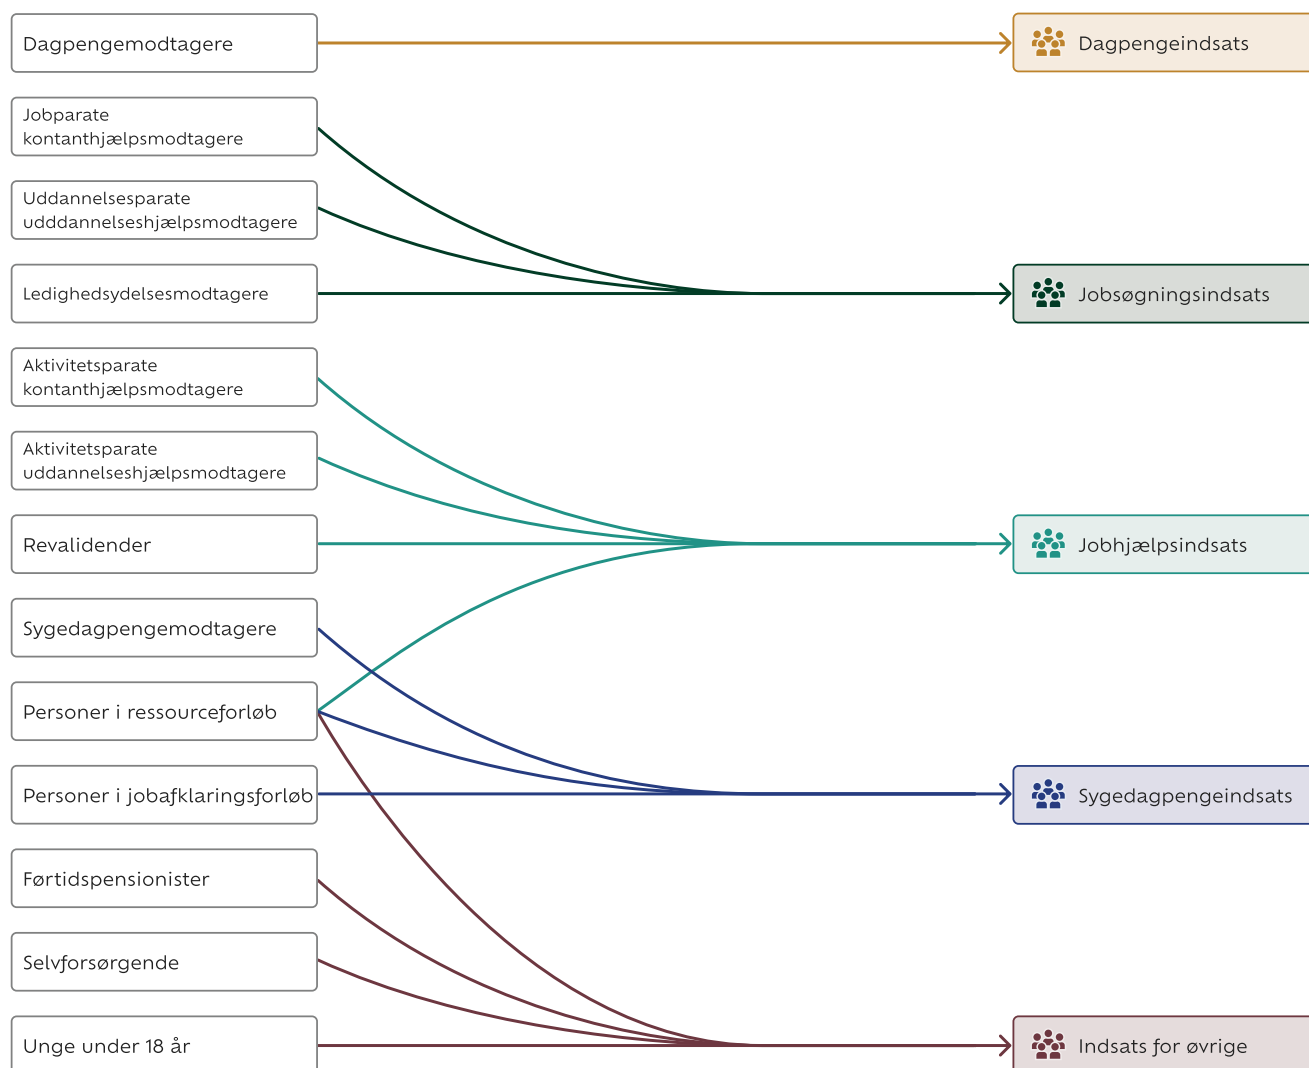 Dagpengemodtagere
Dagpengeindsats
Jobparate
kontanthjælpsmodtagere
Uddannelsesparate
udddannelseshjælpsmodtagere
Ledighedsydelsesmodtagere
Jobsøgningsindsats
Aktivitetsparate
kontanthjælpsmodtagere
Aktivitetsparate
uddannelseshjælpsmodtagere
Revalidender
Jobhjælpsindsats
Sygedagpengemodtagere
Personer i ressourceforløb
Personer i jobafklaringsforløb
Sygedagpengeindsats
Førtidspensionister
Selvforsørgende
Unge under 18 år
Indsats for øvrige